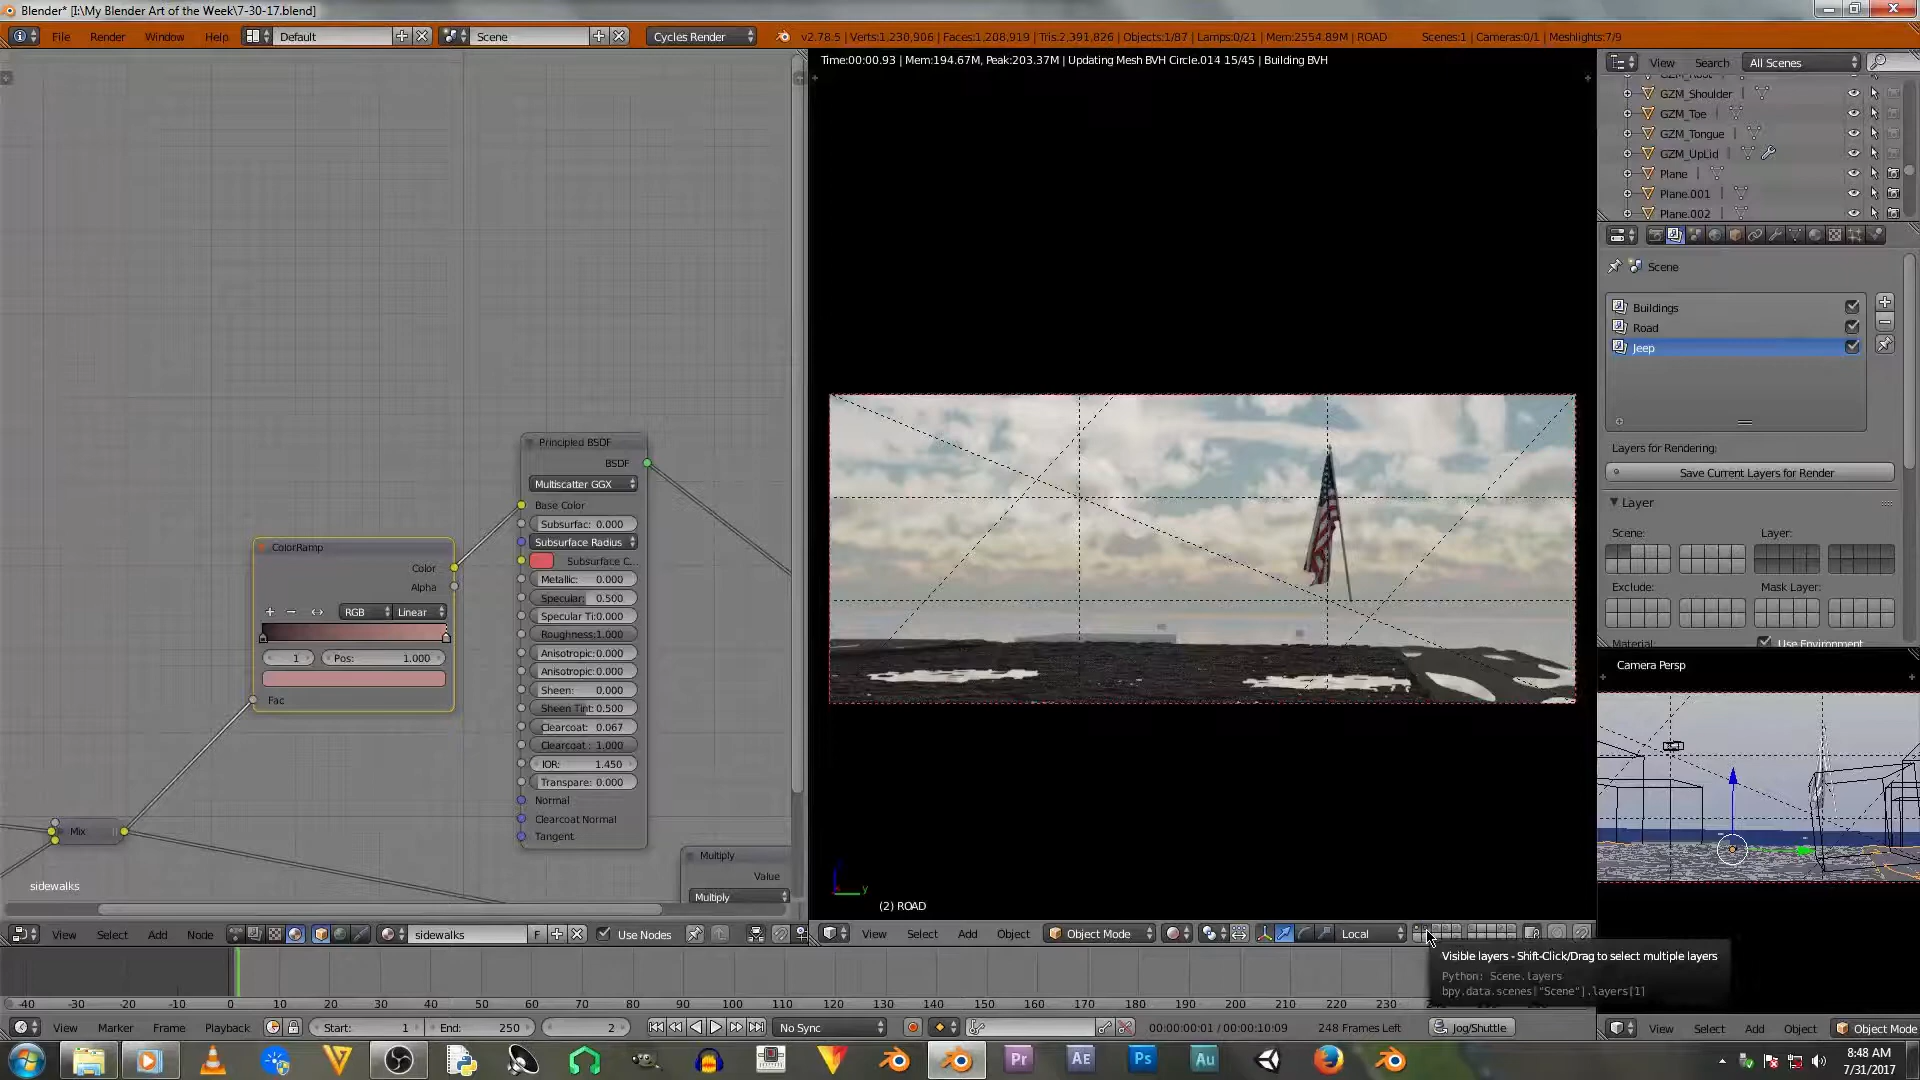 Blender* [I:\My Blender Art of the Week\7-30-17.blend]
File Render Window Help Default Scene Cycles Render v2.78.5 | Verts:1,230,906 | Faces:1,208,919 | Tris:2,391,826 | Objects:1/87 | Lamps:0/21 | Mem:2554.89M | ROAD Scenes:1 | Cameras:0/1 | Meshlights:7/9
Time:00:00.93 | Mem:194.67M, Peak:203.37M | Updating Mesh BVH Circle.014 15/45 | Building BVH
View Search All Scenes
GZM_Shoulder
GZM_Toe
GZM_Tongue
GZM_UpLid
Plane
Plane.001
Plane.002
Scene
Buildings
Road
Jeep
Layers for Rendering:
Save Current Layers for Render
Layer
Scene: Layer:
Exclude: Mask Layer:
Material: Use Environment
Camera Persp
Principled BSDF
BSDF
Multiscatter GGX
Base Color
Subsurfac: 0.000
Subsurface Radius
Subsurface C...
Metallic: 0.000
Specular: 0.500
Specular Ti:0.000
Roughness:1.000
Anisotropic:0.000
Anisotropic:0.000
Sheen: 0.000
Sheen Tint: 0.500
Clearcoat: 0.067
Clearcoat : 1.000
IOR: 1.450
Transpare: 0.000
Normal
Clearcoat Normal
Tangent
ColorRamp
Color
Alpha
RGB Linear
1 Pos: 1.000
Fac
Mix
Multiply
Value
Multiply
sidewalks
y
(2) ROAD
View Select Add Node sidewalks F Use Nodes
View Select Add Object Object Mode Local
Visible layers - Shift-Click/Drag to select multiple layers
Python: Scene.layers
bpy.data.scenes["Scene"].layers[1]
-40 -30 -20 -10 0 10 20 30 40 50 60 70 80 90 100 110 120 130 140 150 160 170 180 190 200 210 220 230
View Marker Frame Playback Start: 1 End: 250 2 No Sync 00:00:00:01 / 00:00:10:09 248 Frames Left Jog/Shuttle
View Select Add Object Object Mode
Pr AE Ps Au
8:48 AM
7/31/2017